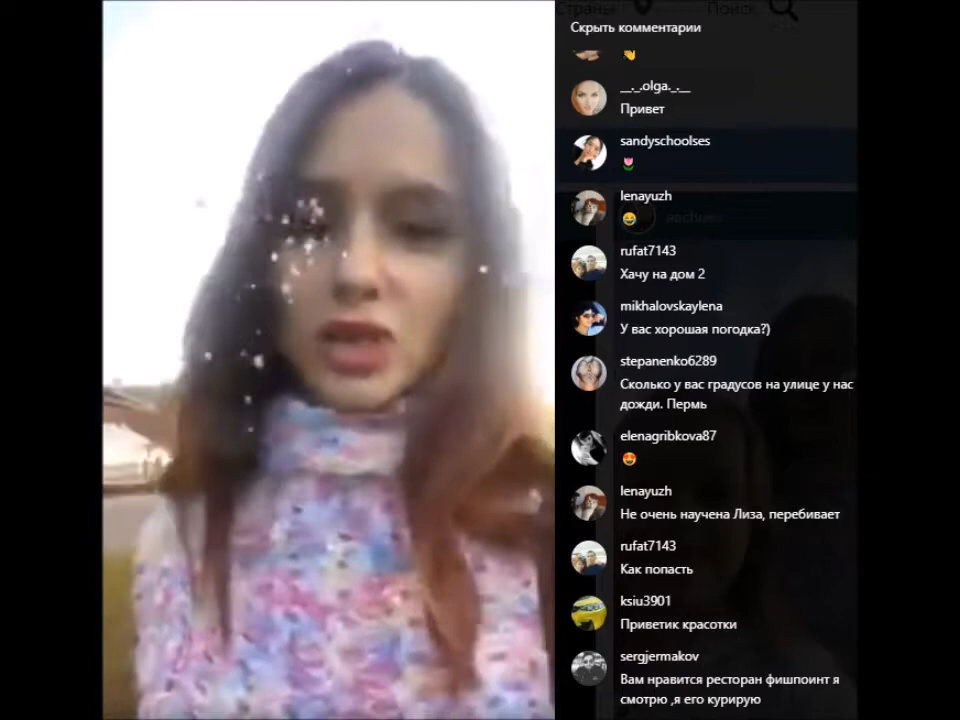 Страны
Поиск
Скрыть комментарии
__._.olga._.__
Привет
sandyschoolses
lenayuzh
rufat7143
Хачу на дом 2
mikhalovskaylena
У вас хорошая погодка?)
stepanenko6289
Сколько у вас градусов на улице у нас
дожди. Пермь
elenagribkova87
lenayuzh
Не очень научена Лиза, перебивает
rufat7143
Как попасть
ksiu3901
Приветик красотки
sergjermakov
Вам нравится ресторан фишпоинт я
смотрю ,я его курирую